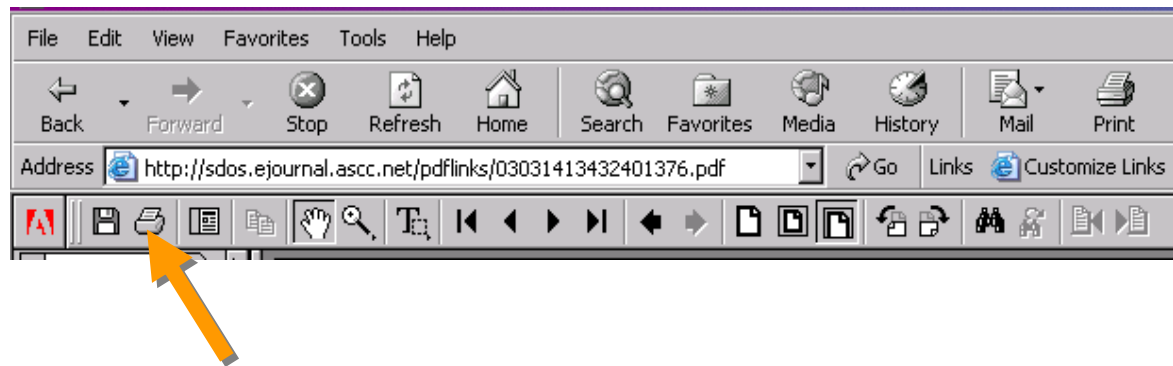 File Edit View Favorites Tools Help
Back Forward Stop Refresh Home Search Favorites Media History Mail Print
Address http://sdos.ejournal.ascc.net/pdflinks/03031413432401376.pdf Go Links Customize Links